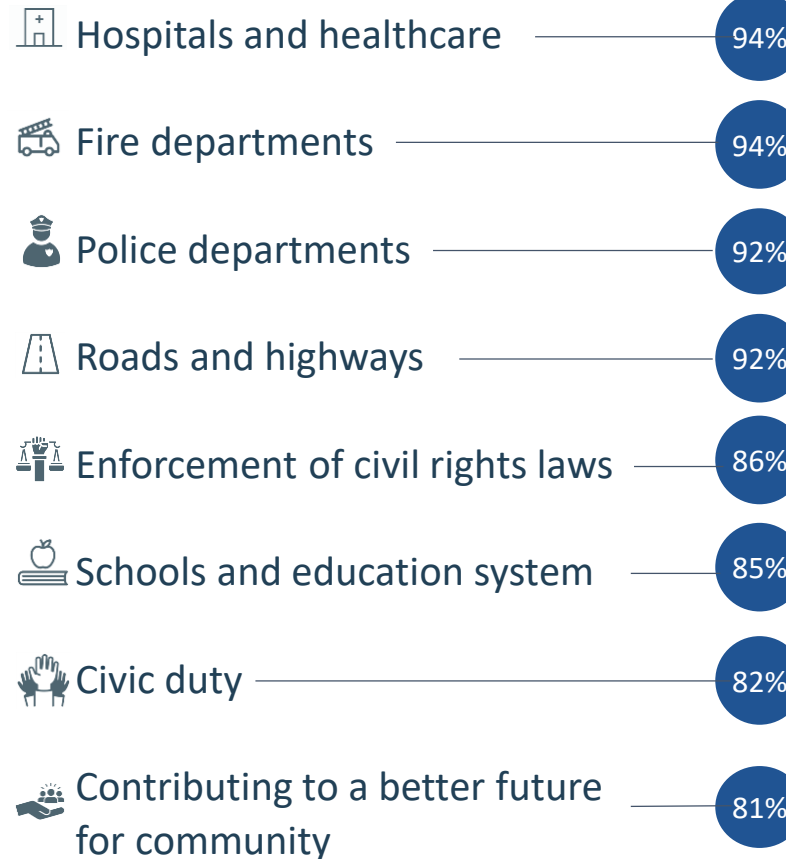 Hospitals and healthcare 94%
Fire departments 94%
Police departments 92%
Roads and highways 92%
Enforcement of civil rights laws 86%
Schools and education system 85%
Civic duty 82%
Contributing to a better future
for community 81%